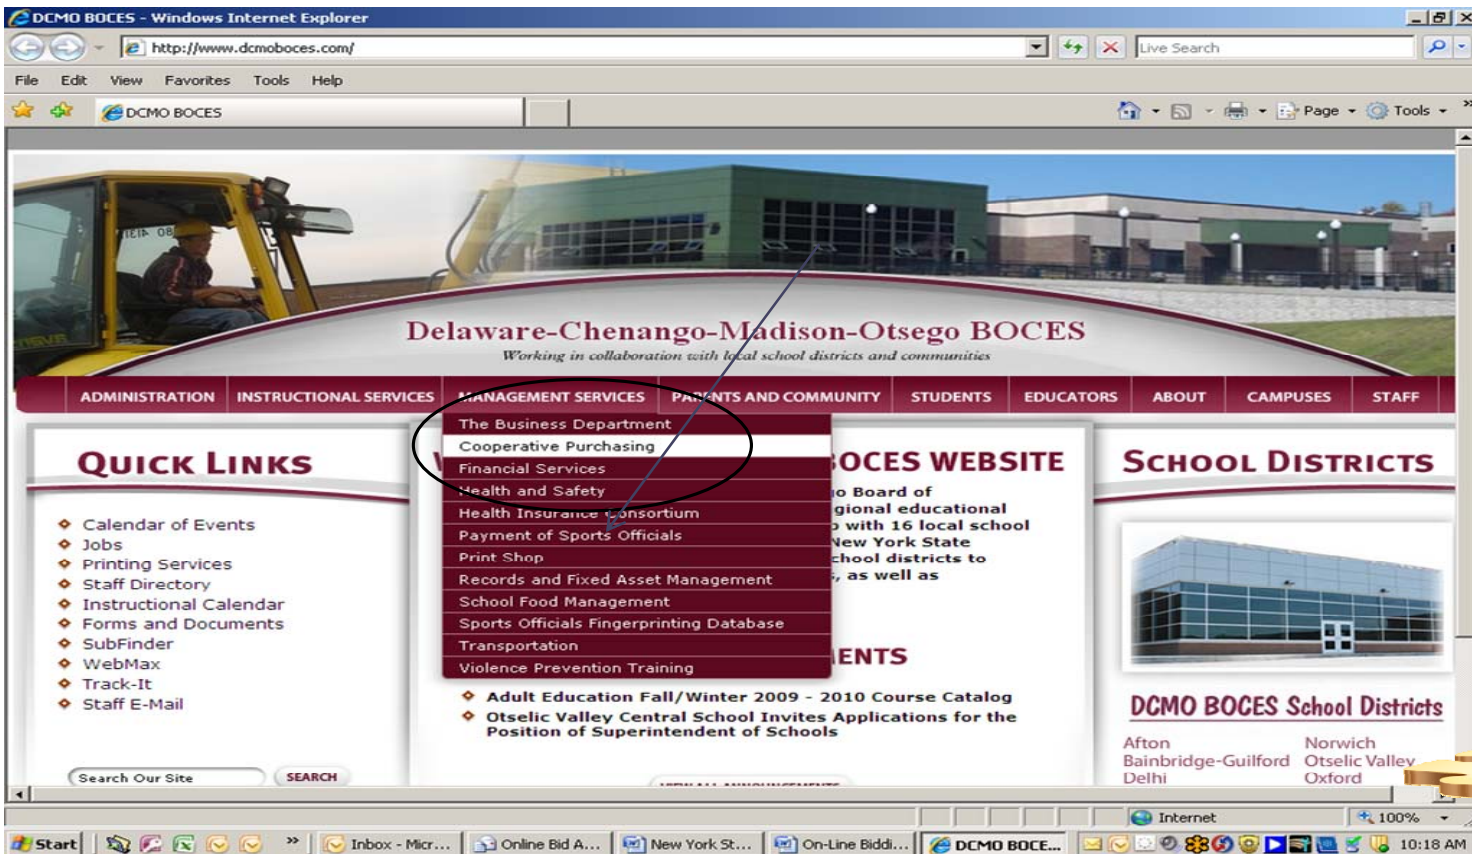 DCMO BOCES - Windows Internet Explorer
http://www.dcmoboces.com/
Live Search
File Edit View Favorites Tools Help
DCMO BOCES
Page Tools
Delaware-Chenango-Madison-Otsego BOCES
Working in collaboration with local school districts and communities
ADMINISTRATION INSTRUCTIONAL SERVICES MANAGEMENT SERVICES PARENTS AND COMMUNITY STUDENTS EDUCATORS ABOUT CAMPUSES STAFF
The Business Department
Cooperative Purchasing
Financial Services
Health and Safety
Health Insurance Consortium
Payment of Sports Officials
Print Shop
Records and Fixed Asset Management
School Food Management
Sports Officials Fingerprinting Database
Transportation
Violence Prevention Training
QUICK LINKS
Calendar of Events
Jobs
Printing Services
Staff Directory
Instructional Calendar
Forms and Documents
SubFinder
WebMax
Track-It
Staff E-Mail
Search Our Site SEARCH
OCES WEBSITE
o Board of
gional educational
with 16 local school
New York State
chool districts to
, as well as
ENTS
Adult Education Fall/Winter 2009 - 2010 Course Catalog
Otselic Valley Central School Invites Applications for the
Position of Superintendent of Schools
VIEW ALL ANNOUNCEMENTS
SCHOOL DISTRICTS
DCMO BOCES School Districts
Afton Norwich
Bainbridge-Guilford Otselic Valley
Delhi Oxford
Internet 100%
Start Inbox - Micr... Online Bid A... New York St... On-Line Biddi... DCMO BOCE... 10:18 AM